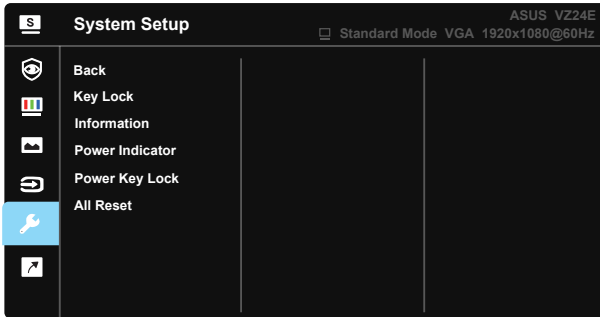 S
System Setup
ASUS VZ24E
Standard Mode VGA 1920x1080@60Hz
Back
Key Lock
Information
Power Indicator
Power Key Lock
All Reset